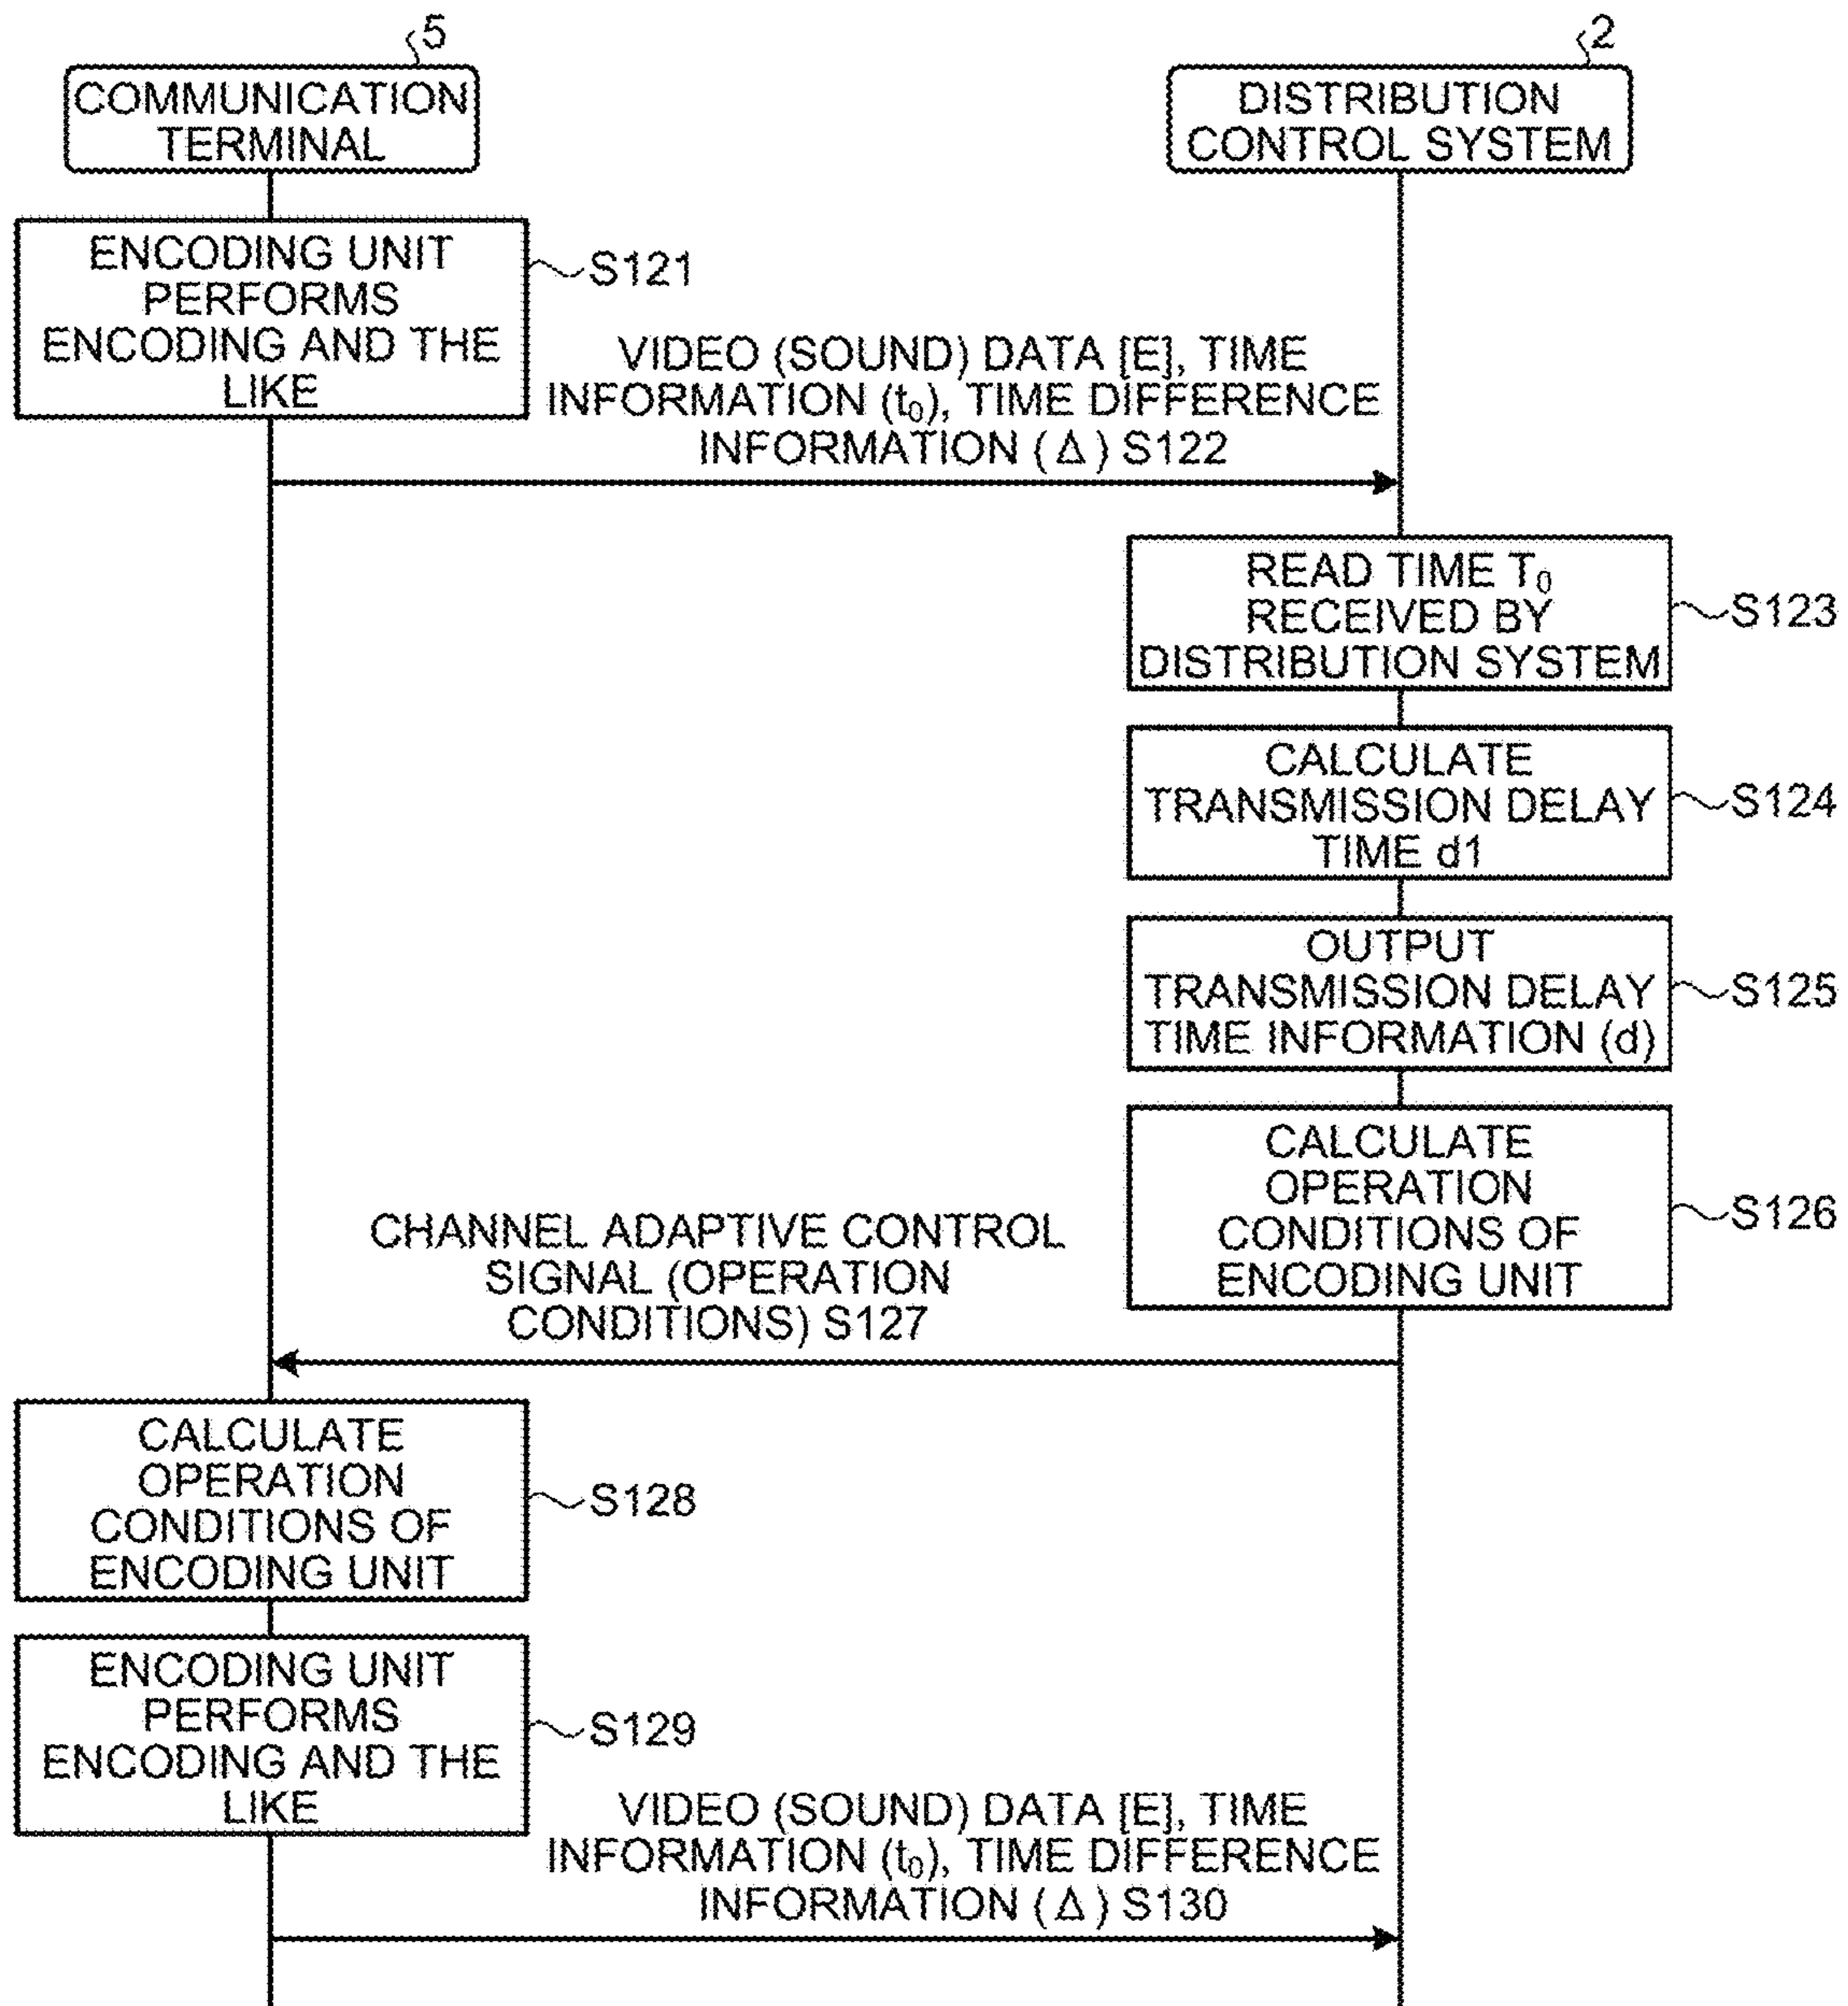 5
COMMUNICATION
TERMINAL
2
DISTRIBUTION
CONTROL SYSTEM
ENCODING UNIT
PERFORMS
ENCODING AND THE
LIKE
S121
VIDEO (SOUND) DATA [E], TIME
INFORMATION (t₀), TIME DIFFERENCE
INFORMATION (Δ) S122
READ TIME T₀
RECEIVED BY
DISTRIBUTION SYSTEM
S123
CALCULATE
TRANSMISSION DELAY
TIME d1
S124
OUTPUT
TRANSMISSION DELAY
TIME INFORMATION (d)
S125
CALCULATE
OPERATION
CONDITIONS OF
ENCODING UNIT
S126
CHANNEL ADAPTIVE CONTROL
SIGNAL (OPERATION
CONDITIONS) S127
CALCULATE
OPERATION
CONDITIONS OF
ENCODING UNIT
S128
ENCODING UNIT
PERFORMS
ENCODING AND THE
LIKE
S129
VIDEO (SOUND) DATA [E], TIME
INFORMATION (t₀), TIME DIFFERENCE
INFORMATION (Δ) S130